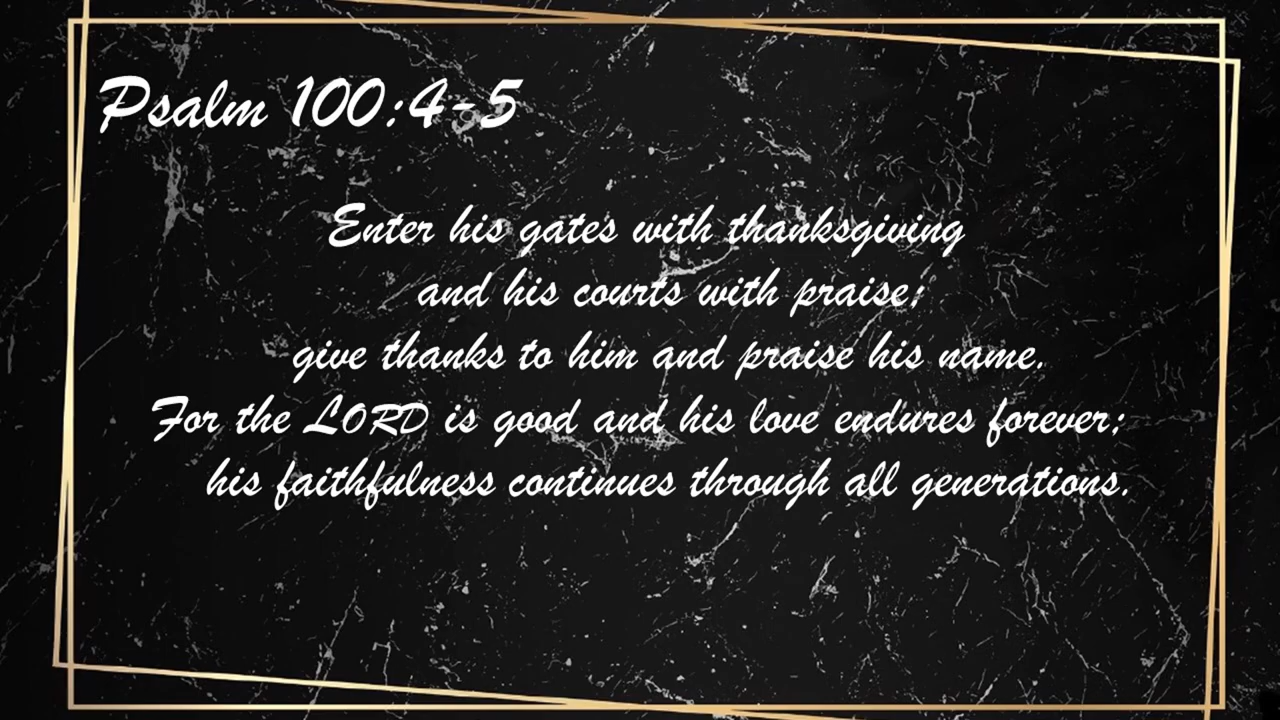 Psalm 100:4-5
Enter his gates with thanksgiving
and his courts with praise;
give thanks to him and praise his name.
For the LORD is good and his love endures forever;
his faithfulness continues through all generations.